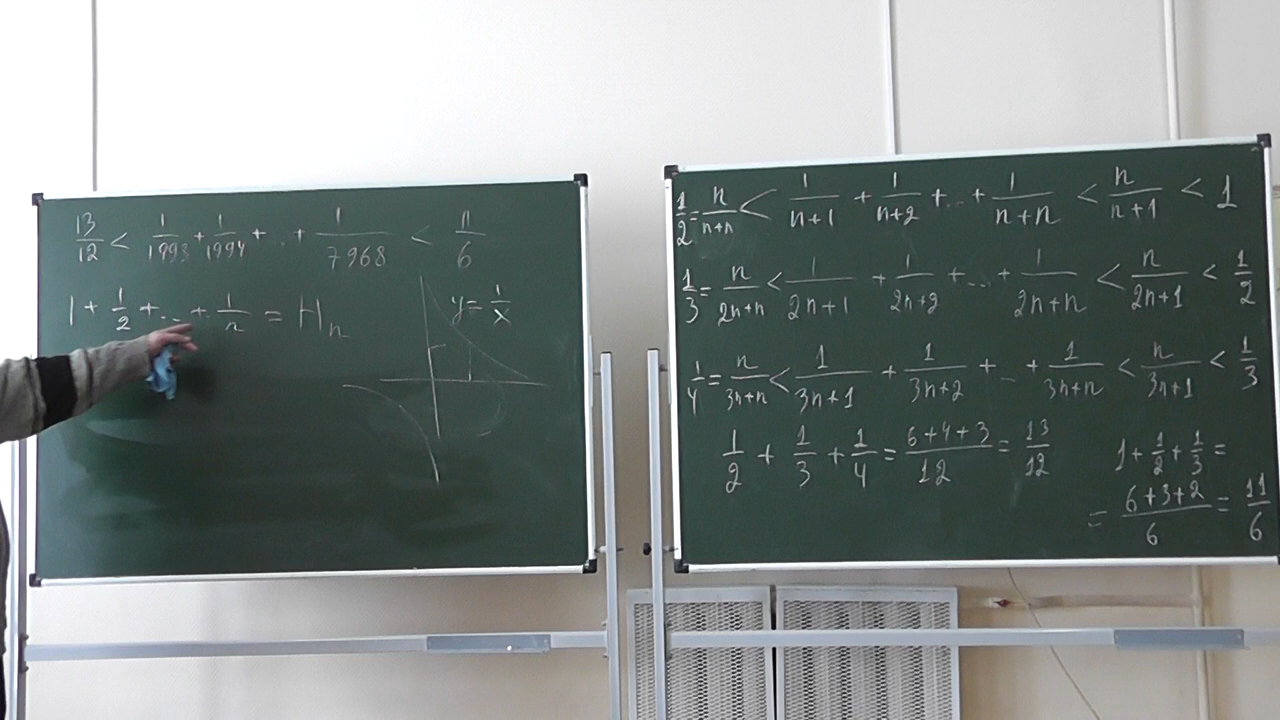 13/12 < 1/1993 + 1/1994 + ... + 1/7968 < 11/6
1 + 1/2 + ... + 1/n = Hn
y = 1/x
1/2 = n/n+n < 1/n+1 + 1/n+2 + ... + 1/n+n < n/n+1 < 1
1/3 = n/2n+n < 1/2n+1 + 1/2n+2 + ... + 1/2n+n < n/2n+1 < 1/2
1/4 = n/3n+n < 1/3n+1 + 1/3n+2 + ... + 1/3n+n < n/3n+1 < 1/3
1/2 + 1/3 + 1/4 = 6+4+3/12 = 13/12
1 + 1/2 + 1/3 =
= 6+3+2/6 = 11/6